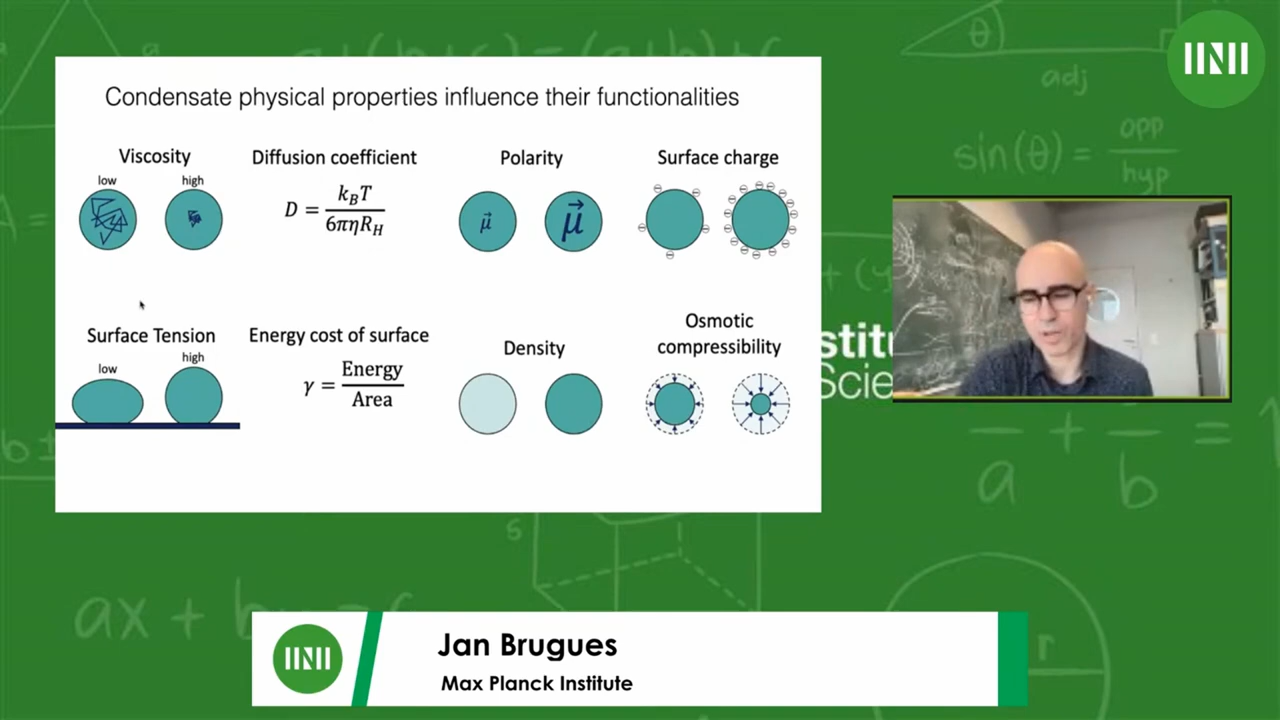 Condensate physical properties influence their functionalities
Viscosity
low
high
Diffusion coefficient
D = k_BT / 6πηR_H
Polarity
μ⃗
μ⃗
Surface charge
Surface Tension
low
high
Energy cost of surface
γ = Energy / Area
Density
Osmotic
compressibility
θ
adj
sin(θ) = opp / hyp
stitu
Scie
a
b
= 1
s
ax + b
r
Jan Brugues
Max Planck Institute